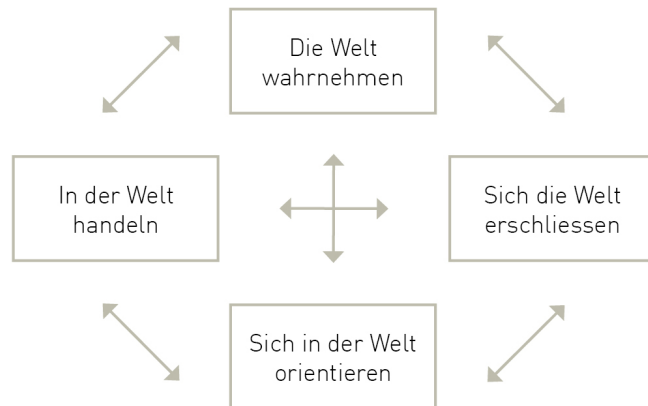 Die Welt
wahrnehmen
In der Welt
handeln
Sich die Welt
erschliessen
Sich in der Welt
orientieren